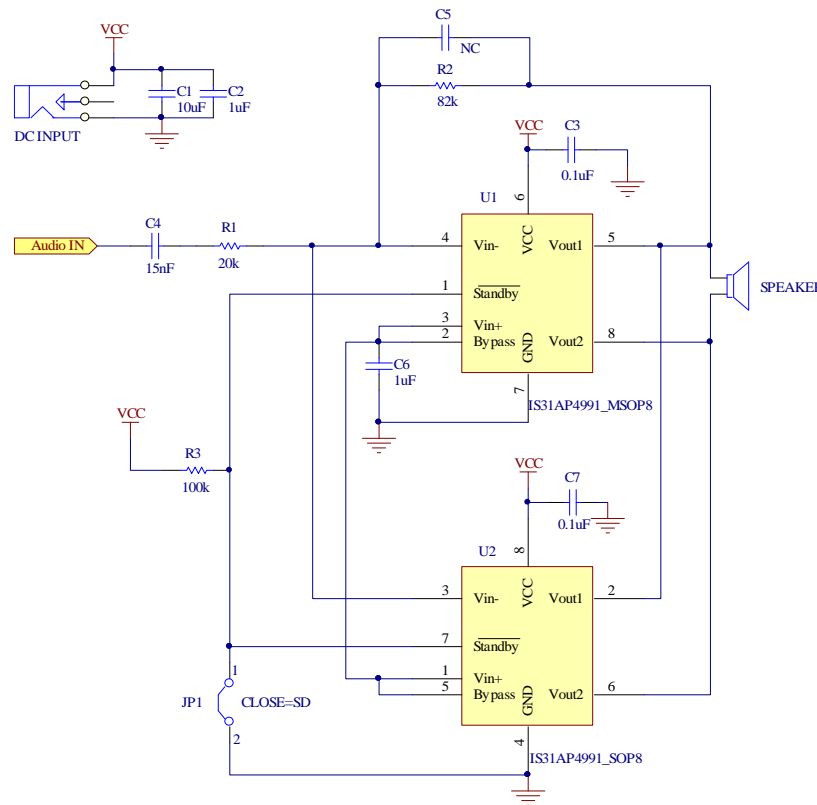 VCC
C1
10uF
C2
1uF
DC INPUT
C5
NC
R2
82k
VCC
C3
0.1uF
U1
6
Audio IN
C4
15nF
R1
20k
4
Vin-
VCC
Vout1
5
1
Standby
3
Vin+
2
Bypass
GND
Vout2
8
7
SPEAKER
C6
1uF
IS31AP4991_MSOP8
VCC
R3
100k
VCC
C7
0.1uF
U2
8
3
Vin-
VCC
Vout1
2
7
Standby
1
Vin+
5
Bypass
GND
Vout2
6
4
JP1
1
CLOSE=SD
2
IS31AP4991_SOP8